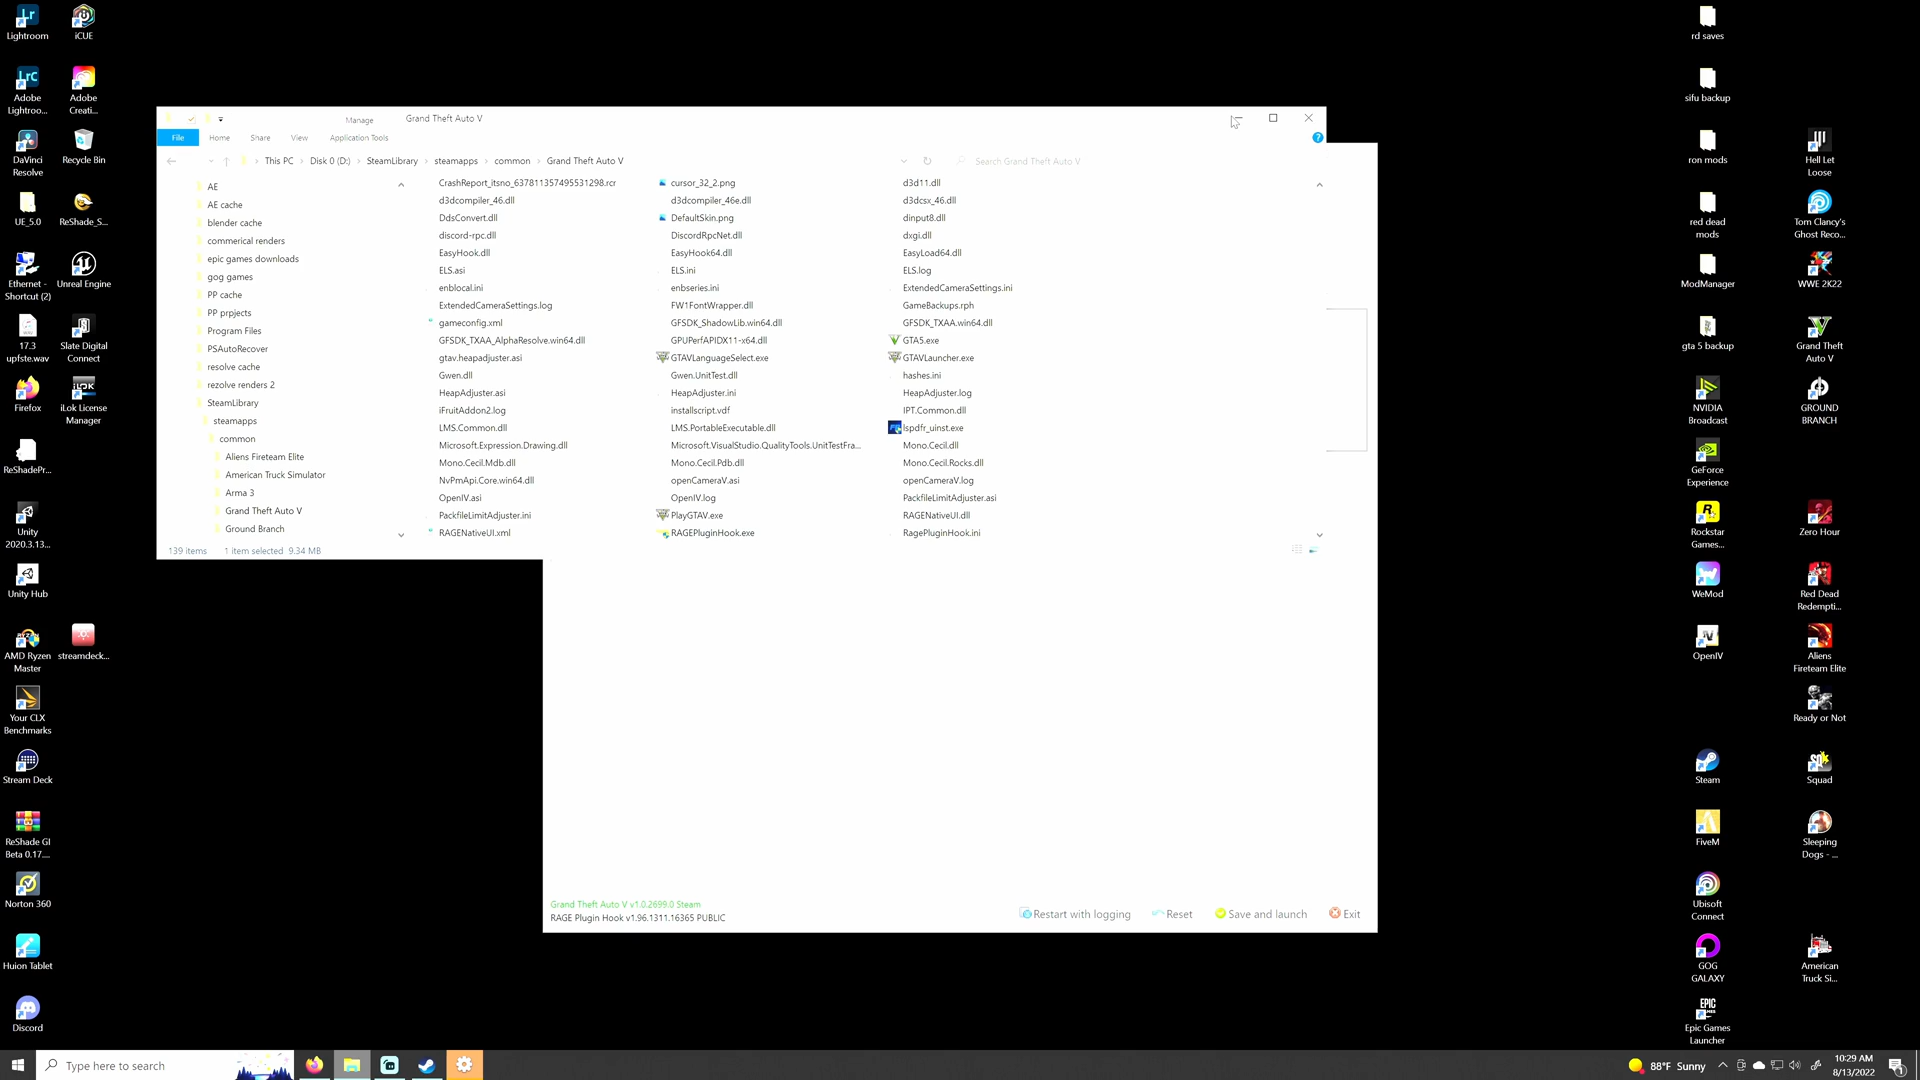 Lightroom
iCUE
Adobe
Lightroo...
Adobe
Creati...
DaVinci
Resolve
Recycle Bin
UE_5.0
ReShade_S...
Ethernet -
Shortcut (2)
Unreal Engine
17.3
upfste.wav
Slate Digital
Connect
Firefox
iLok License
Manager
ReShadePr...
Unity
2020.3.13...
Unity Hub
AMD Ryzen
Master
streamdeck...
Your CLX
Benchmarks
Stream Deck
ReShade GI
Beta 0.17....
Norton 360
Huion Tablet
Discord
Manage
Grand Theft Auto V
File
Home
Share
View
Application Tools
This PC > Disk 0 (D:) > SteamLibrary > steamapps > common > Grand Theft Auto V
Search Grand Theft Auto V
AE
AE cache
blender cache
commerical renders
epic games downloads
gog games
PP cache
PP prjects
Program Files
PSAutoRecover
resolve cache
rezolve renders 2
SteamLibrary
steamapps
common
Aliens Fireteam Elite
American Truck Simulator
Arma 3
Grand Theft Auto V
Ground Branch
CrashReport_itsno_637811357495531298.rcr
cursor_32_2.png
d3d11.dll
d3dcompiler_46.dll
d3dcompiler_46e.dll
d3dcsx_46.dll
DdsConvert.dll
DefaultSkin.png
dinput8.dll
discord-rpc.dll
DiscordRpcNet.dll
dxgi.dll
EasyHook.dll
EasyHook64.dll
EasyLoad64.dll
ELS.asi
ELS.ini
ELS.log
enblocal.ini
enbseries.ini
ExtendedCameraSettings.ini
ExtendedCameraSettings.log
FW1FontWrapper.dll
GameBackups.rph
gameconfig.xml
GFSDK_ShadowLib.win64.dll
GFSDK_TXAA.win64.dll
GFSDK_TXAA_AlphaResolve.win64.dll
GPUPerfAPIDX11-x64.dll
GTA5.exe
gtav.heapadjuster.asi
GTAVLanguageSelect.exe
GTAVLauncher.exe
Gwen.dll
Gwen.UnitTest.dll
hashes.ini
HeapAdjuster.asi
HeapAdjuster.ini
HeapAdjuster.log
iFruitAddon2.log
installscript.vdf
IPT.Common.dll
LMS.Common.dll
LMS.PortableExecutable.dll
lspdfr_uinst.exe
Microsoft.Expression.Drawing.dll
Microsoft.VisualStudio.QualityTools.UnitTestFra...
Mono.Cecil.dll
Mono.Cecil.Mdb.dll
Mono.Cecil.Pdb.dll
Mono.Cecil.Rocks.dll
NvPmApi.Core.win64.dll
openCameraV.asi
openCameraV.log
OpenIV.asi
OpenIV.log
PackfileLimitAdjuster.asi
PackfileLimitAdjuster.ini
PlayGTAV.exe
RAGENativeUI.dll
RAGENativeUI.xml
RAGEPluginHook.exe
RagePluginHook.ini
139 items
1 item selected 9.34 MB
Grand Theft Auto V v1.0.2699.0 Steam
RAGE Plugin Hook v1.96.1311.16365 PUBLIC
Restart with logging
Reset
Save and launch
Exit
rd saves
sifu backup
ron mods
Hell Let
Loose
red dead
mods
Tom Clancy's
Ghost Reco...
ModManager
WWE 2K22
gta 5 backup
Grand Theft
Auto V
NVIDIA
Broadcast
GROUND
BRANCH
GeForce
Experience
Rockstar
Games...
Zero Hour
WeMod
Red Dead
Redempti...
OpenIV
Aliens
Fireteam Elite
Ready or Not
Steam
Squad
FiveM
Sleeping
Dogs - ...
Ubisoft
Connect
GOG
GALAXY
American
Truck Si...
Epic Games
Launcher
Type here to search
88°F Sunny
10:29 AM
8/13/2022